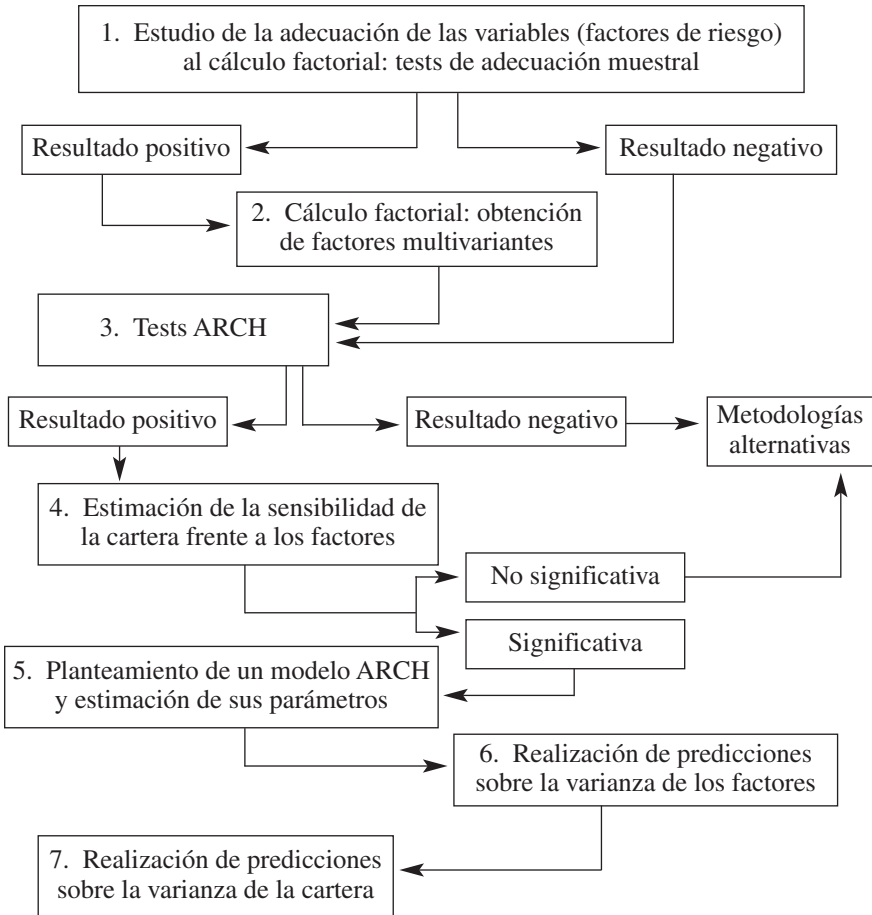 1. Estudio de la adecuación de las variables (factores de riesgo)
al cálculo factorial: tests de adecuación muestral
Resultado positivo
Resultado negativo
2. Cálculo factorial: obtención
de factores multivariantes
3. Tests ARCH
Resultado positivo
Resultado negativo
Metodologías
alternativas
4. Estimación de la sensibilidad de
la cartera frente a los factores
No significativa
Significativa
5. Planteamiento de un modelo ARCH
y estimación de sus parámetros
6. Realización de predicciones
sobre la varianza de los factores
7. Realización de predicciones
sobre la varianza de la cartera